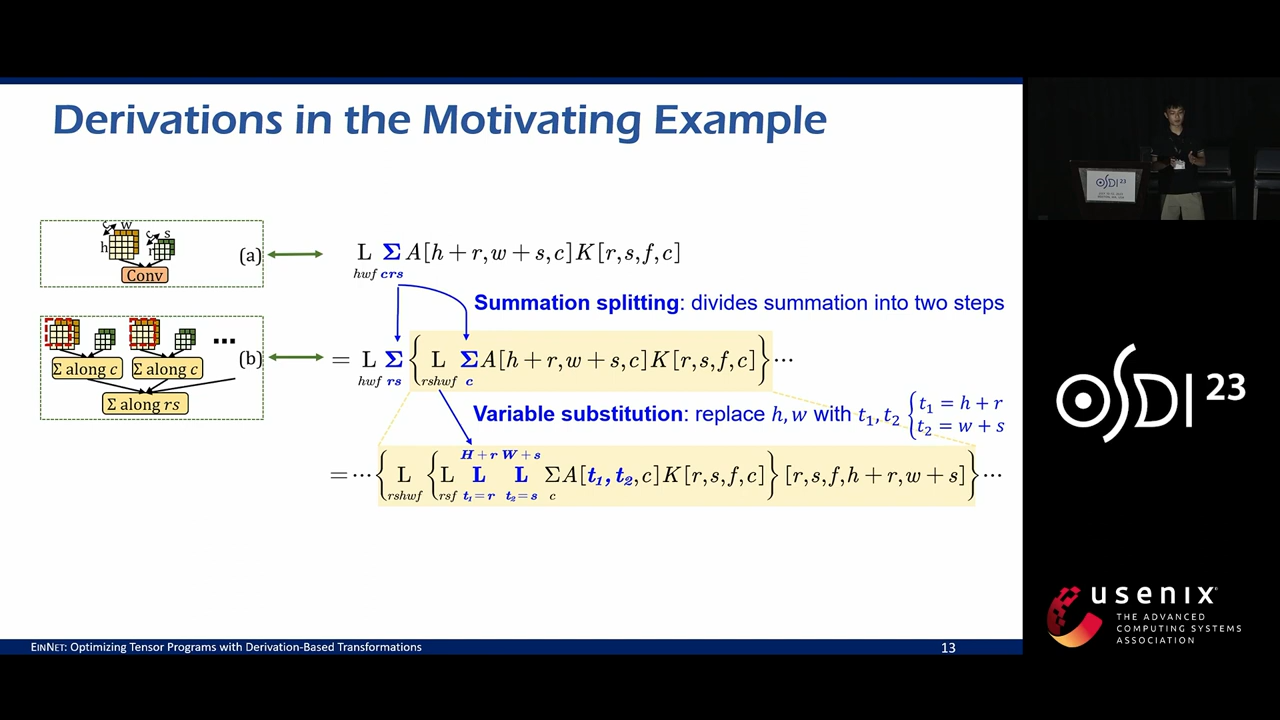 Derivations in the Motivating Example
c w
h
c s
r
Conv
(a)
L Σ A[h + r, w + s, c]K[r, s, f, c]
hwf crs
Summation splitting: divides summation into two steps
...
Σ along c
Σ along c
(b)
Σ along rs
= L Σ { L Σ A[h + r, w + s, c]K[r, s, f, c] } ···
hwf rs rshwf c
Variable substitution: replace h, w with t₁, t₂ { t₁ = h + r
t₂ = w + s
H+r W+s
= ··· { L { L L L Σ A[t₁, t₂, c]K[r, s, f, c] } [r, s, f, h + r, w + s] } ···
rshwf rsf t₁=r t₂=s c
EINNET: Optimizing Tensor Programs with Derivation-Based Transformations
13
OSDI 23
OSDI 23
usenix
THE ADVANCED
COMPUTING SYSTEMS
ASSOCIATION